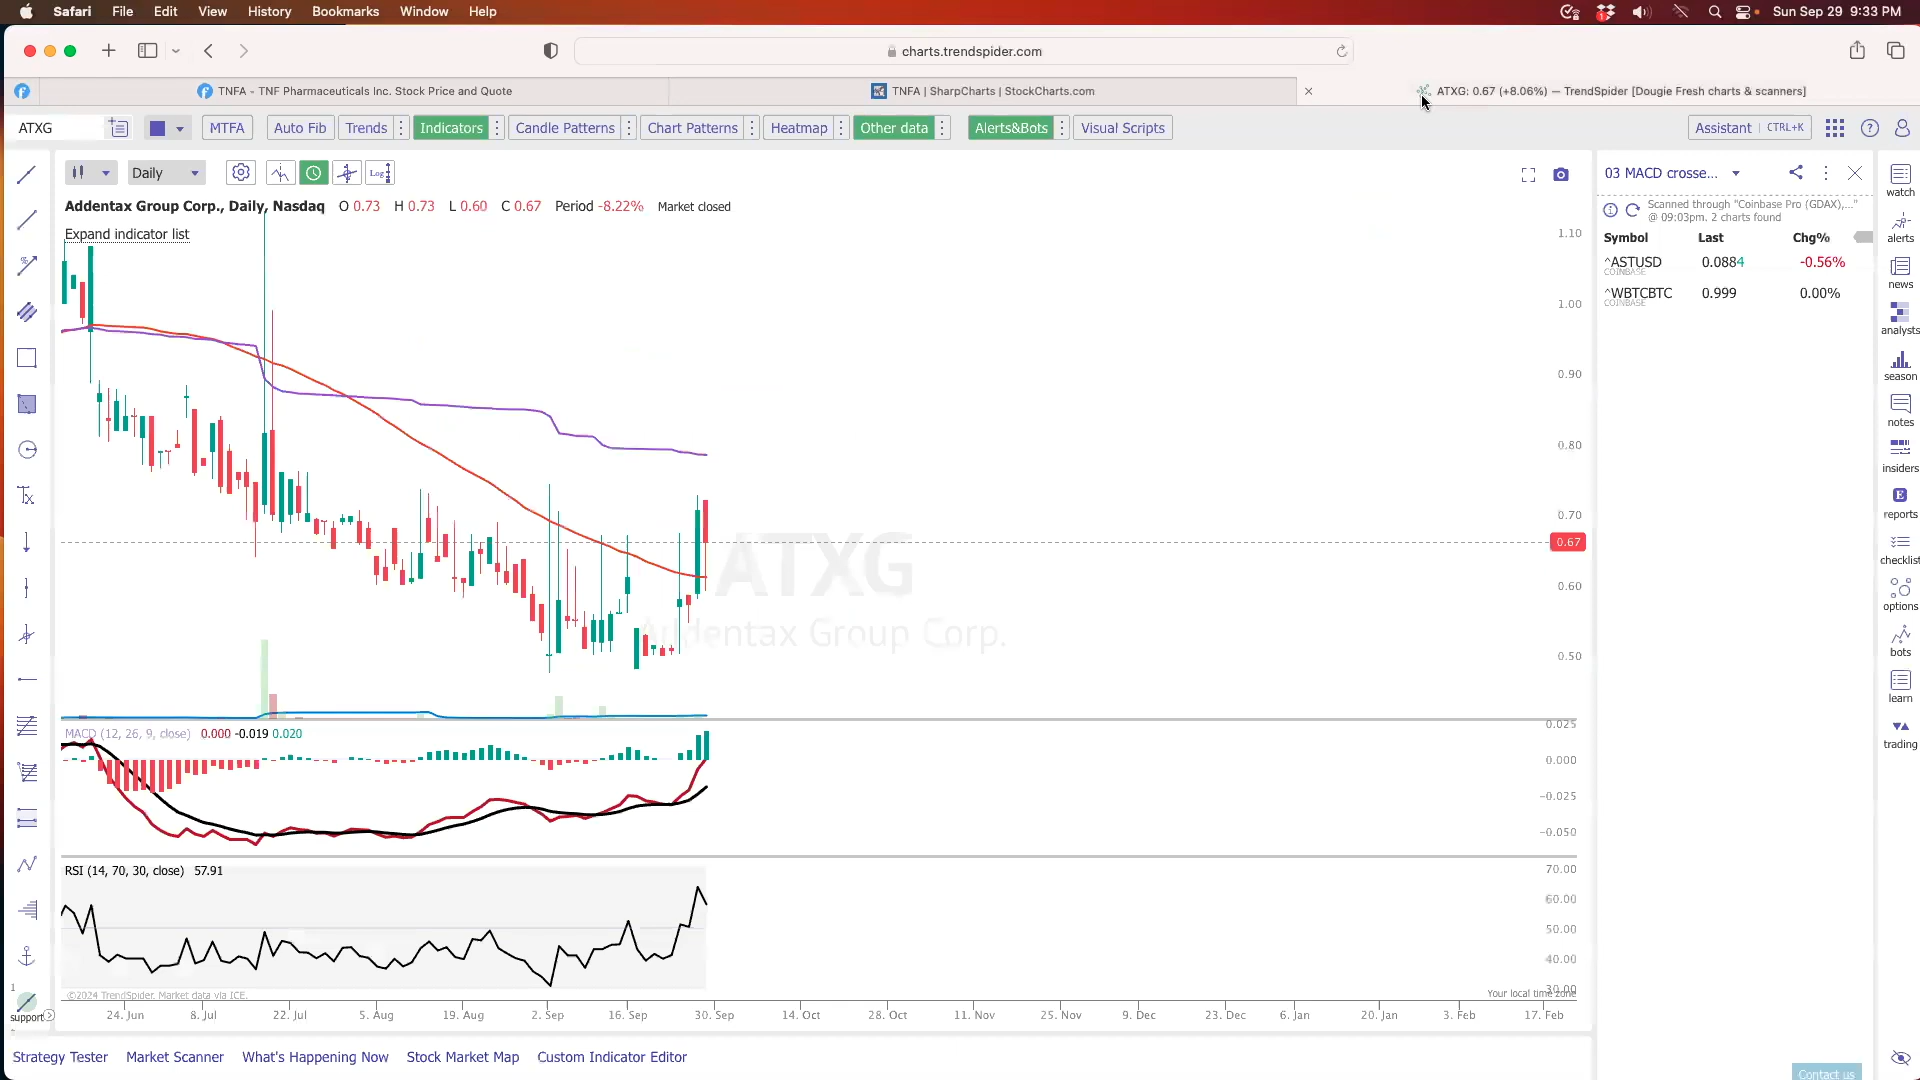 Safari File Edit View History Bookmarks Window Help
Sun Sep 29 9:33 PM
charts.trendspider.com
TNFA - TNF Pharmaceuticals Inc. Stock Price and Quote
TNFA | SharpCharts | StockCharts.com
ATXG: 0.67 (+8.06%) — TrendSpider [Dougie Fresh charts & scanners]
ATXG MTFA Auto Fib Trends Indicators Candle Patterns Chart Patterns Heatmap Other data Alerts&Bots Visual Scripts Assistant CTRL+K
Daily Log
Addentax Group Corp., Daily, Nasdaq O 0.73 H 0.73 L 0.60 C 0.67 Period -8.22% Market closed
Expand indicator list
1.10
1.00
0.90
0.80
0.70
0.67
0.60
0.50
ATXG
Addentax Group Corp.
MACD (12, 26, 9, close) 0.000 -0.019 0.020
0.025
0.000
-0.025
-0.050
RSI (14, 70, 30, close) 57.91
70.00
60.00
50.00
40.00
30.00
©2024 TrendSpider. Market data via ICE.
Your local time zone
24. Jun 8. Jul 22. Jul 5. Aug 19. Aug 2. Sep 16. Sep 30. Sep 14. Oct 28. Oct 11. Nov 25. Nov 9. Dec 23. Dec 6. Jan 20. Jan 3. Feb 17. Feb
1
support
Strategy Tester Market Scanner What's Happening Now Stock Market Map Custom Indicator Editor
03 MACD crosse...
Scanned through "Coinbase Pro (GDAX),..."
@ 09:03pm. 2 charts found
Symbol Last Chg%
^ASTUSD 0.0884 -0.56%
COINBASE
^WBTCBTC 0.999 0.00%
COINBASE
watch
alerts
news
analysts
season
notes
insiders
reports
checklist
options
bots
learn
trading
Contact us